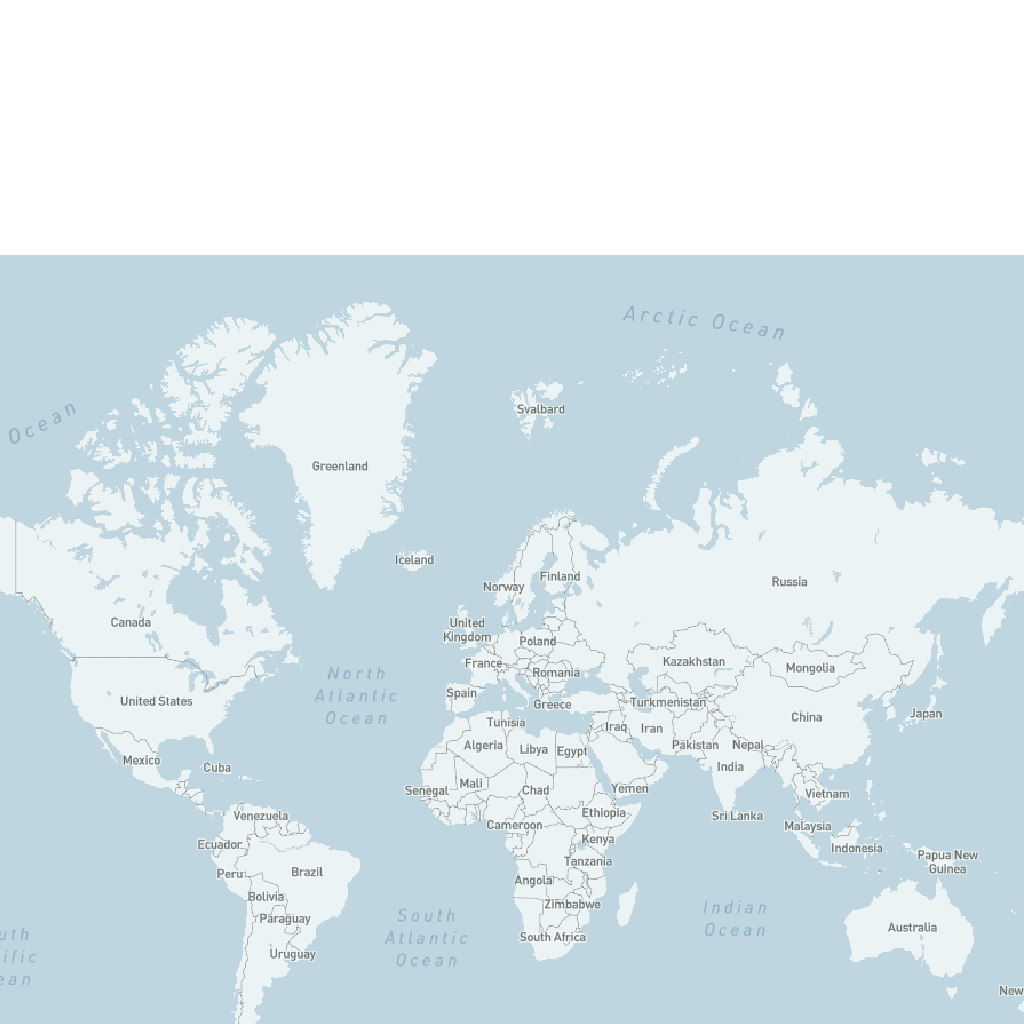 Arctic Ocean
Ocean
Svalbard
Greenland
Iceland
Finland
Norway
Russia
Canada
United
Kingdom
Poland
France
Kazakhstan
Mongolia
Romania
North
Atlantic
Ocean
Spain
United States
Turkmenistan
Greece
Japan
China
Tunisia
Iraq
Iran
Algeria
Libya
Egypt
Pakistan
Nepal
Mexico
Cuba
India
Mali
Senegal
Chad
Yemen
Vietnam
Venezuela
Ethiopia
Sri Lanka
Cameroon
Malaysia
Ecuador
Kenya
Indonesia
Papua New
Guinea
Tanzania
Peru
Brazil
Angola
Bolivia
Zimbabwe
Paraguay
South
Atlantic
Ocean
Indian
Ocean
Australia
South Africa
uth
ific
ean
Uruguay
New